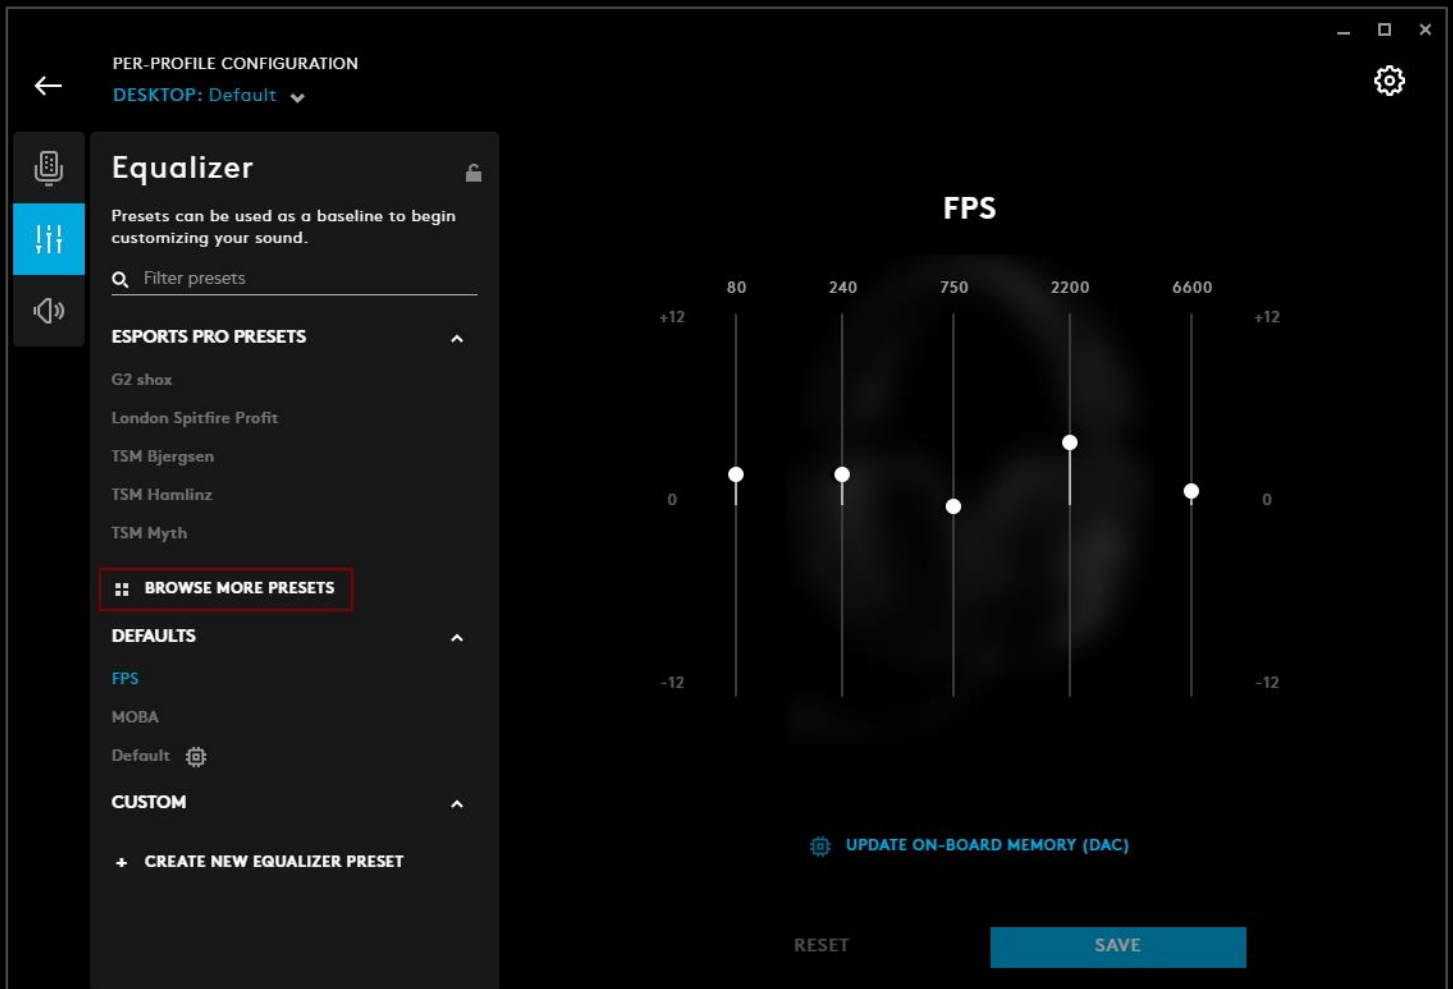 PER-PROFILE CONFIGURATION
DESKTOP: Default
Equalizer
Presets can be used as a baseline to begin
customizing your sound.
Filter presets
ESPORTS PRO PRESETS
G2 shox
London Spitfire Profit
TSM Bjergsen
TSM Hamlinz
TSM Myth
BROWSE MORE PRESETS
DEFAULTS
FPS
MOBA
Default
CUSTOM
+ CREATE NEW EQUALIZER PRESET
FPS
80 240 750 2200 6600
+12 +12
0 0
-12 -12
UPDATE ON-BOARD MEMORY (DAC)
RESET SAVE